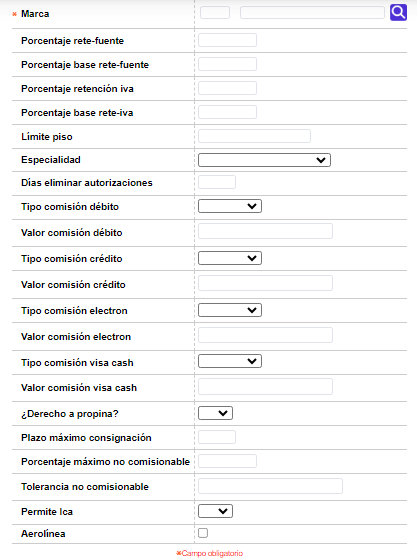 * Marca
Porcentaje rete-fuente
Porcentaje base rete-fuente
Porcentaje retención iva
Porcentaje base rete-iva
Límite piso
Especialidad
Días eliminar autorizaciones
Tipo comisión débito
Valor comisión débito
Tipo comisión crédito
Valor comisión crédito
Tipo comisión electron
Valor comisión electron
Tipo comisión visa cash
Valor comisión visa cash
¿Derecho a propina?
Plazo máximo consignación
Porcentaje máximo no comisionable
Tolerancia no comisionable
Permite Ica
Aerolínea
*Campo obligatorio